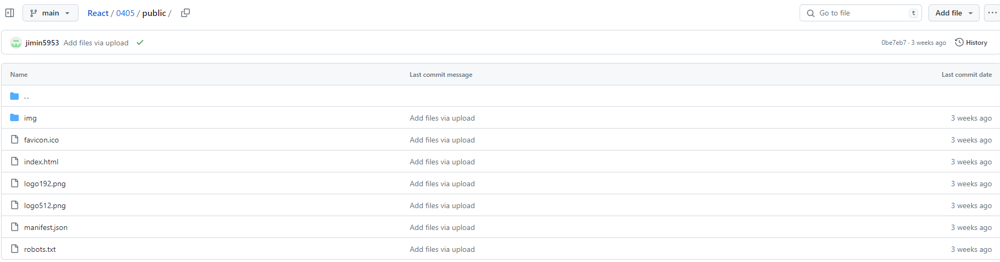 main React / 0405 / public / Go to file t Add file ...
jimin5953 Add files via upload 0be7eb7 · 3 weeks ago History
Name Last commit message Last commit date
..
img Add files via upload 3 weeks ago
favicon.ico Add files via upload 3 weeks ago
index.html Add files via upload 3 weeks ago
logo192.png Add files via upload 3 weeks ago
logo512.png Add files via upload 3 weeks ago
manifest.json Add files via upload 3 weeks ago
robots.txt Add files via upload 3 weeks ago